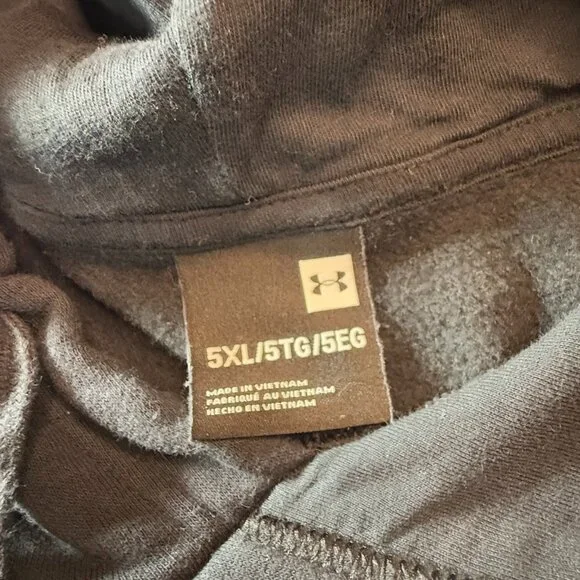 5XL/5TG/5EG
MADE IN VIETNAM
FABRIQUÉ AU VIETNAM
HECHO EN VIETNAM